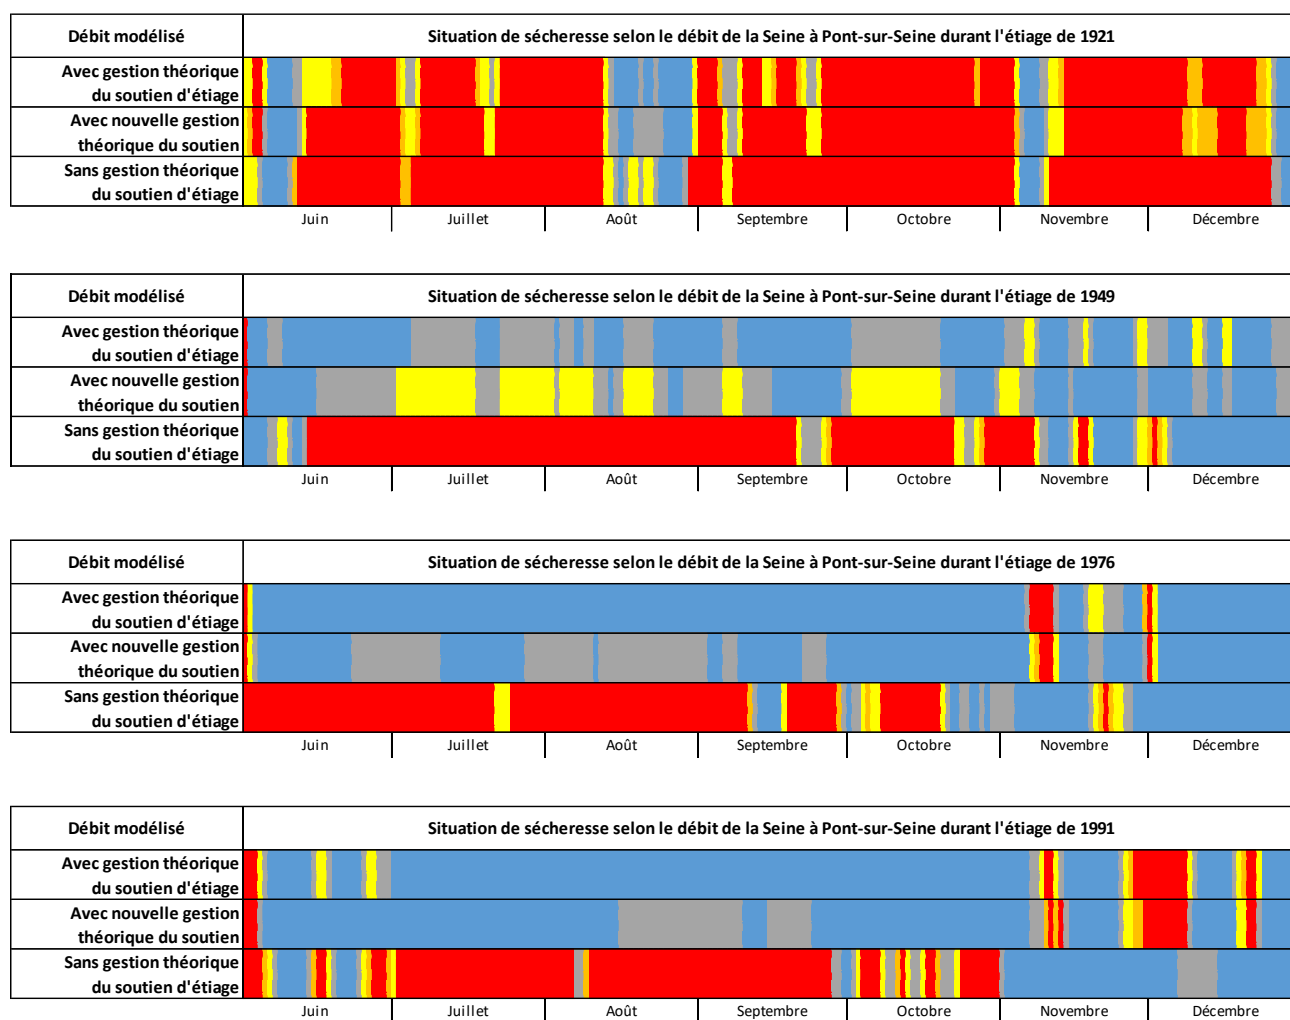 Débit modélisé
Situation de sécheresse selon le débit de la Seine à Pont-sur-Seine durant l'étiage de 1921
Avec gestion théorique
du soutien d'étiage
Avec nouvelle gestion
théorique du soutien
Sans gestion théorique
du soutien d'étiage
Juin Juillet Août Septembre Octobre Novembre Décembre
Débit modélisé
Situation de sécheresse selon le débit de la Seine à Pont-sur-Seine durant l'étiage de 1949
Avec gestion théorique
du soutien d'étiage
Avec nouvelle gestion
théorique du soutien
Sans gestion théorique
du soutien d'étiage
Juin Juillet Août Septembre Octobre Novembre Décembre
Débit modélisé
Situation de sécheresse selon le débit de la Seine à Pont-sur-Seine durant l'étiage de 1976
Avec gestion théorique
du soutien d'étiage
Avec nouvelle gestion
théorique du soutien
Sans gestion théorique
du soutien d'étiage
Juin Juillet Août Septembre Octobre Novembre Décembre
Débit modélisé
Situation de sécheresse selon le débit de la Seine à Pont-sur-Seine durant l'étiage de 1991
Avec gestion théorique
du soutien d'étiage
Avec nouvelle gestion
théorique du soutien
Sans gestion théorique
du soutien d'étiage
Juin Juillet Août Septembre Octobre Novembre Décembre